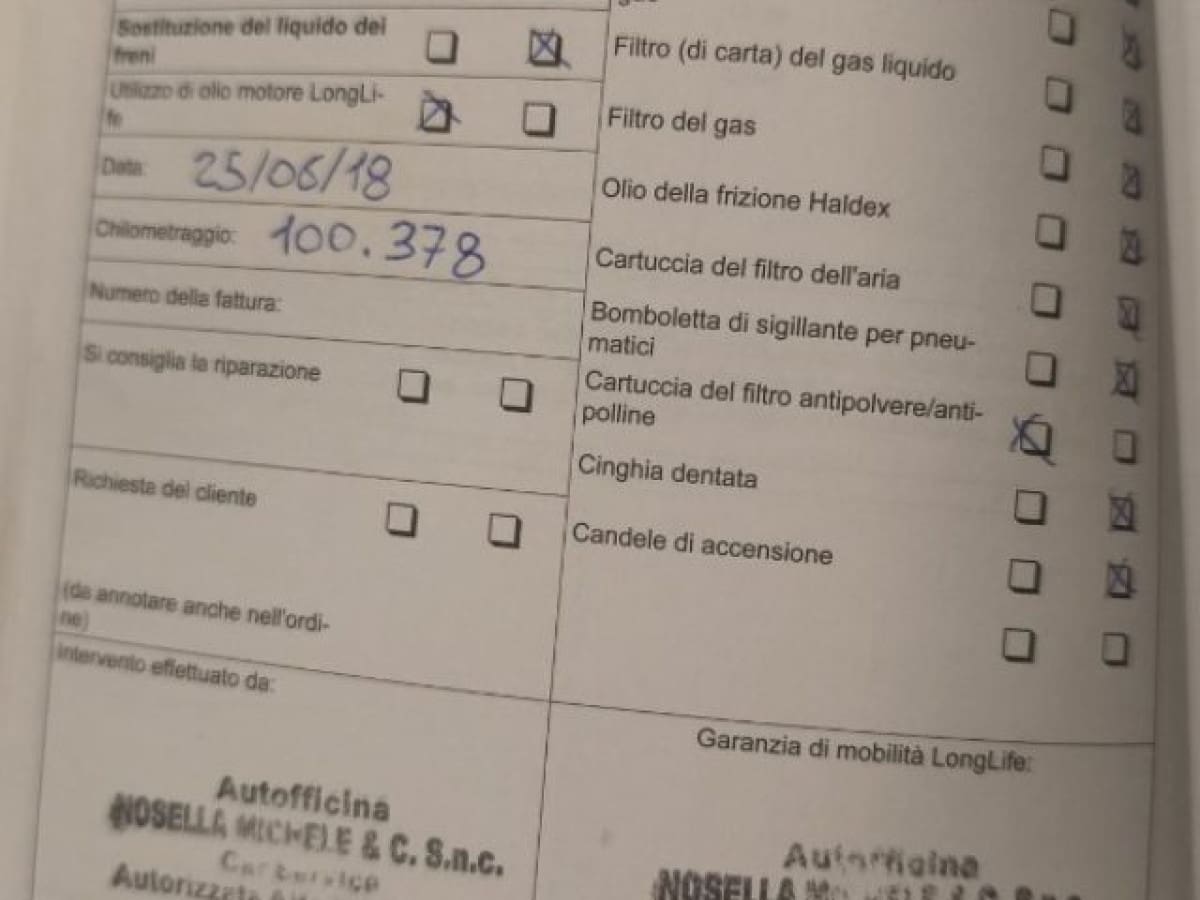 Sostituzione del liquido dei
freni
Utilizzo di olio motore LongLi-
fe
Data: 25/06/18
Chilometraggio: 100.378
Numero della fattura:
Si consiglia la riparazione
Richiesta del cliente
(da annotare anche nell'ordi-
ne)
Intervento effettuato da:
Autofficina
NOSELLA MICHELE & C. S.n.c.
Filtro (di carta) del gas liquido
Filtro del gas
Olio della frizione Haldex
Cartuccia del filtro dell'aria
Bomboletta di sigillante per pneu-
matici
Cartuccia del filtro antipolvere/anti-
polline
Cinghia dentata
Candele di accensione
Garanzia di mobilità LongLife:
Autofficina
NOSELLA